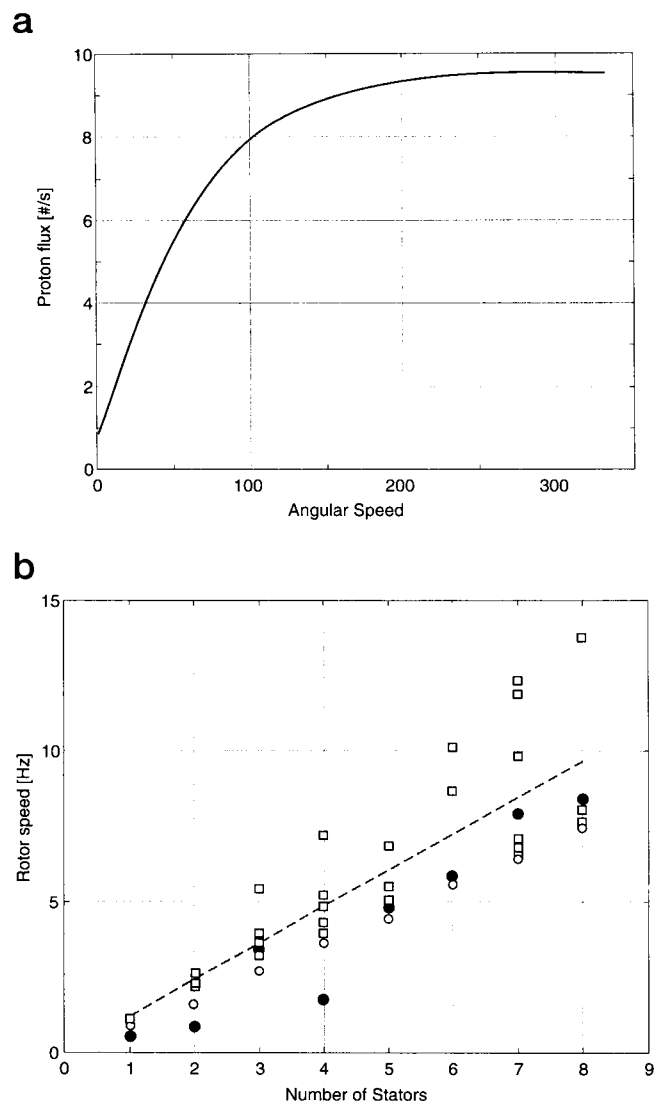 a
10
8
6
4
2
0
Proton flux [#/s]
0 100 200 300
Angular Speed
b
15
10
5
0
Rotor speed [Hz]
0 1 2 3 4 5 6 7 8 9
Number of Stators